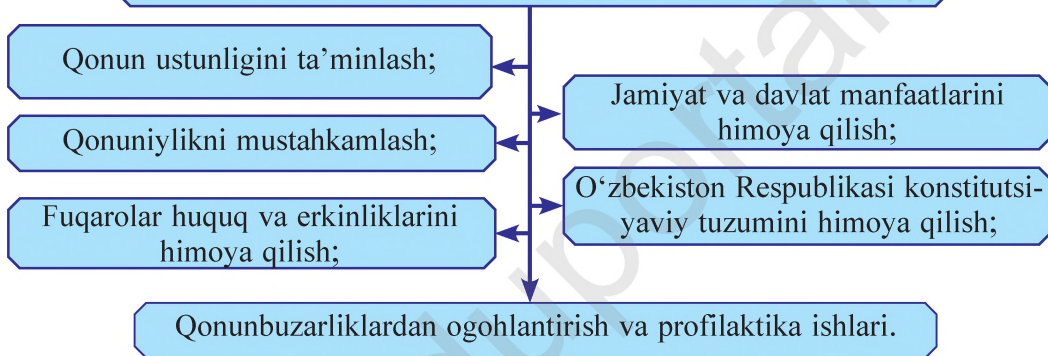 Qonun ustunligini ta’minlash;
Jamiyat va davlat manfaatlarini
himoya qilish;
Qonuniylikni mustahkamlash;
O‘zbekiston Respublikasi konstitutsi-
yaviy tuzumini himoya qilish;
Fuqarolar huquq va erkinliklarini
himoya qilish;
Qonunbuzarliklardan ogohlantirish va profilaktika ishlari.